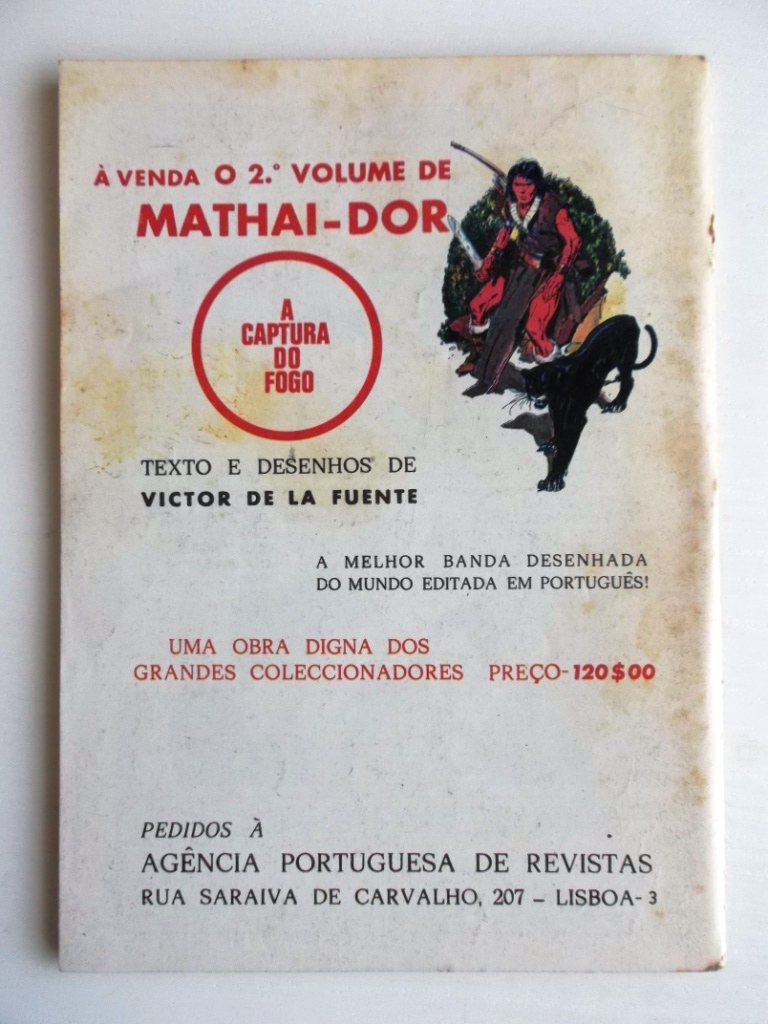 À VENDA O 2.º VOLUME DE
MATHAI-DOR
A
CAPTURA
DO
FOGO
TEXTO E DESENHOS DE
VICTOR DE LA FUENTE
A MELHOR BANDA DESENHADA
DO MUNDO EDITADA EM PORTUGUÊS!
UMA OBRA DIGNA DOS
GRANDES COLECCIONADORES PREÇO-120$00
PEDIDOS À
AGÊNCIA PORTUGUESA DE REVISTAS
RUA SARAIVA DE CARVALHO, 207 – LISBOA-3